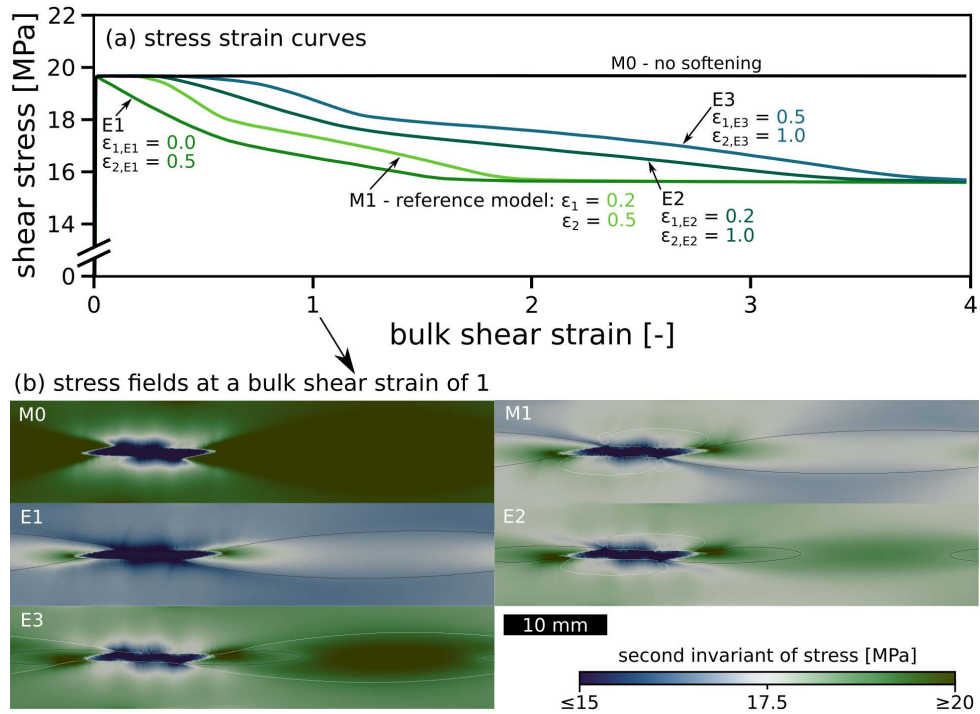 (a) stress strain curves
shear stress [MPa]
22
20
18
16
14
0
M0 - no softening
E1
ε1,E1 = 0.0
ε2,E1 = 0.5
E3
ε1,E3 = 0.5
ε2,E3 = 1.0
M1 - reference model: ε1 = 0.2
ε2 = 0.5
E2
ε1,E2 = 0.2
ε2,E2 = 1.0
0 1 2 3 4
bulk shear strain [-]
(b) stress fields at a bulk shear strain of 1
M0
M1
E1
E2
E3
10 mm
second invariant of stress [MPa]
≤15 17.5 ≥20